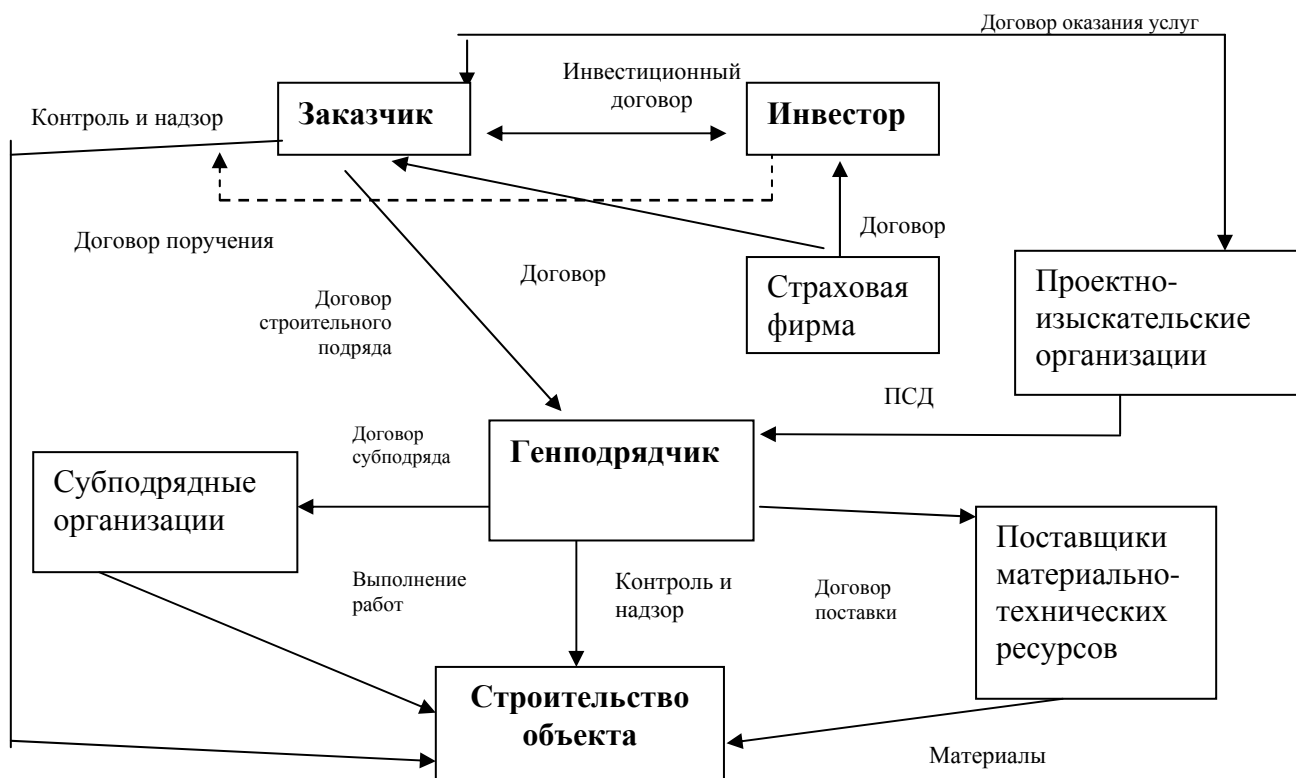 Договор оказания услуг
Инвестиционный
договор
Заказчик
Инвестор
Контроль и надзор
Договор поручения
Договор
Договор
Страховая
фирма
Проектно-
изыскательские
организации
Договор
строительного
подряда
ПСД
Договор
субподряда
Генподрядчик
Субподрядные
организации
Поставщики
материально-
технических
ресурсов
Выполнение
работ
Контроль и
надзор
Договор
поставки
Строительство
объекта
Материалы